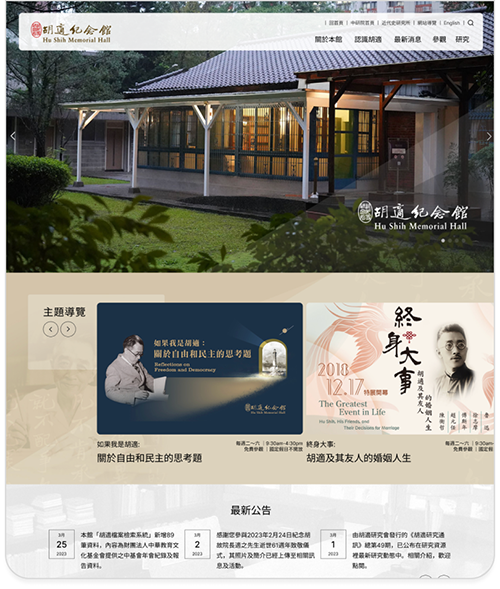 | 回首頁 | 中研院首頁 | 近代史研究所 | 網站導覽 | English |
胡適紀念館
Hu Shih Memorial Hall
關於本館 認識胡適 最新消息 參觀 研究
胡適紀念館
Hu Shih Memorial Hall
主題導覽
如果我是胡適：
關於自由和民主的思考題
Reflections on
Freedom and Democracy
胡適紀念館
終身大事
胡適及其友人
的婚姻人生
2018
12.17 特展開幕
The Greatest
Event in Life
Hu Shih, His Friends, and
Their Decisions for Marriage
魯迅
徐志摩
傅斯年
趙元任
陳衡哲
如果我是胡適:
每週二～六 | 9:30am-4:30pm
免費參觀 | 國定假日不開放
關於自由和民主的思考題
終身大事:
每週二～六 | 9:30am
免費參觀 | 國定假
胡適及其友人的婚姻人生
最新公告
3月
25
2023
本館「胡適檔案檢索系統」新增89
筆資料，內容為財團法人中華教育文
化基金會提供之中基會年會紀錄及報
告資料。
3月
2
2023
感謝您參與2023年2月24日紀念胡
故院長適之先生逝世61週年致敬儀
式，其照片及簡介已經上傳至相關訊
息及活動。
3月
1
2023
由胡適研究會發行的《胡適研究通
訊》總第49期，已公布在研究資源
裡最新研究動態中。相關介紹，歡迎
點閱。